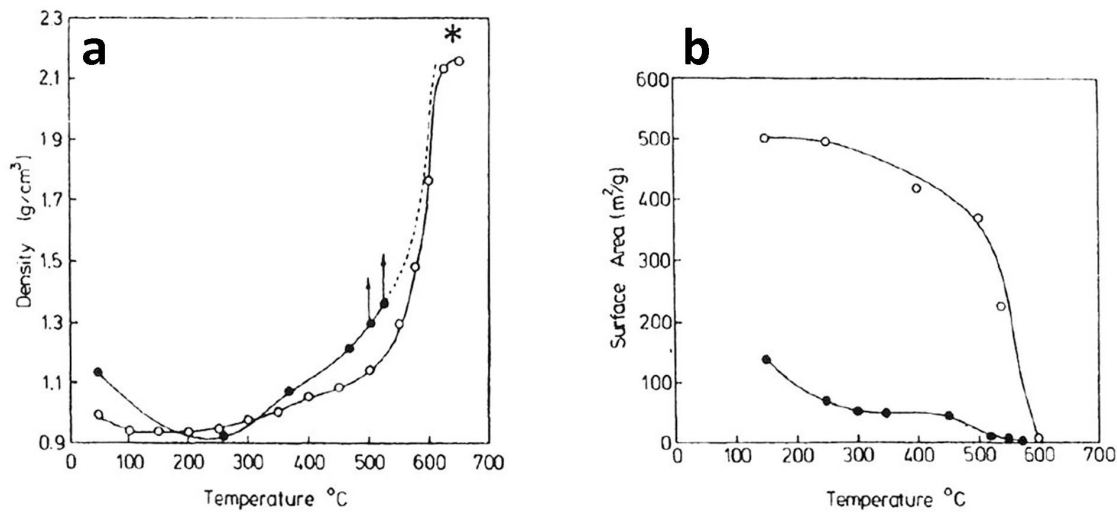 a
*
2.3
2.1
1.9
1.7
1.5
1.3
1.1
0.9
Density (g/cm³)
0 100 200 300 400 500 600 700
Temperature °C
b
600
500
400
300
200
100
0
Surface Area (m²/g)
0 100 200 300 400 500 600 700
Temperature °C